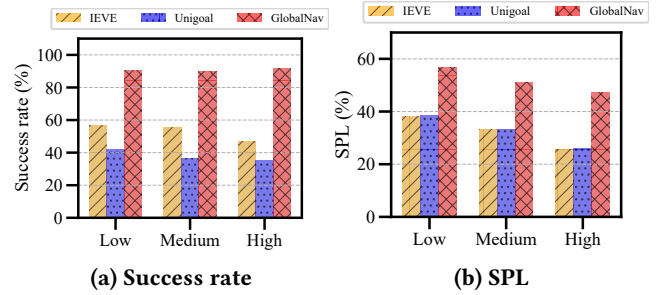 IEVE Unigoal GlobalNav
Success rate (%)
100
80
60
40
20
0
Low Medium High
(a) Success rate
IEVE Unigoal GlobalNav
SPL (%)
60
40
20
0
Low Medium High
(b) SPL